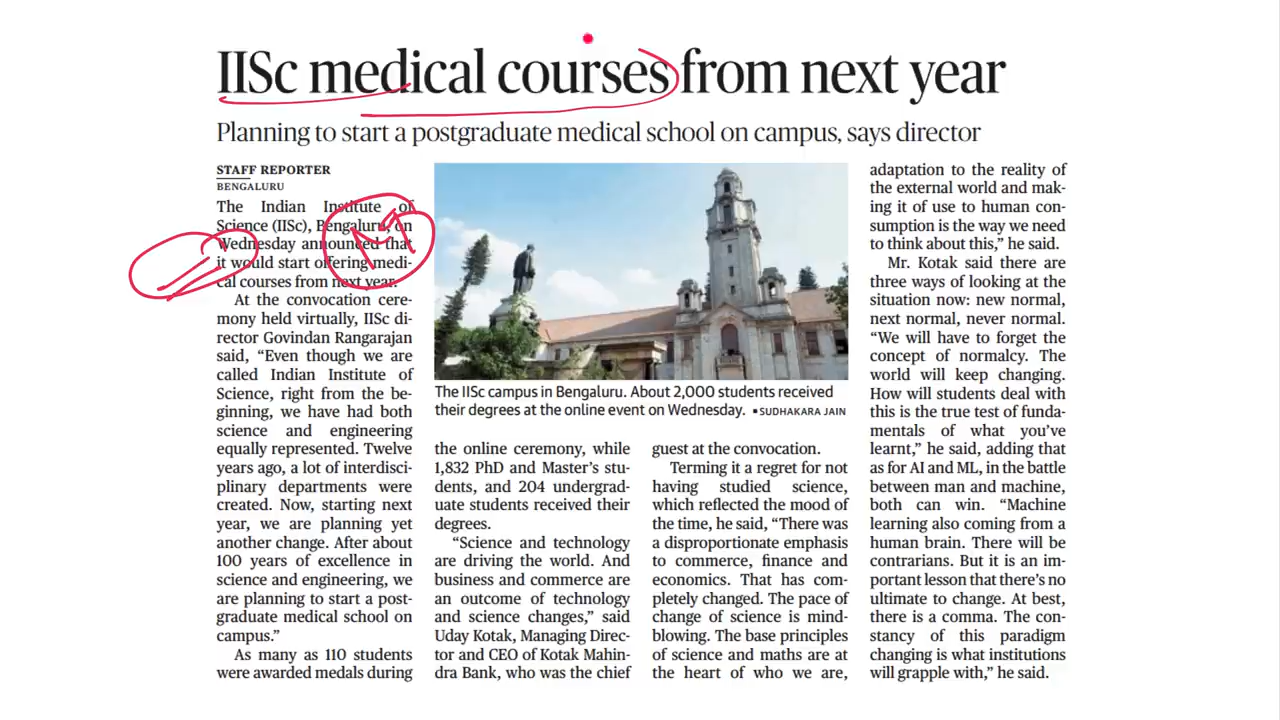 IISc medical courses from next year
Planning to start a postgraduate medical school on campus, says director
STAFF REPORTER
BENGALURU
The Indian Institute of
Science (IISc), Bengaluru, on
Wednesday announced that
it would start offering medi-
cal courses from next year.
At the convocation cere-
mony held virtually, IISc di-
rector Govindan Rangarajan
said, “Even though we are
called Indian Institute of
Science, right from the be-
ginning, we have had both
science and engineering
equally represented. Twelve
years ago, a lot of interdisci-
plinary departments were
created. Now, starting next
year, we are planning yet
another change. After about
100 years of excellence in
science and engineering, we
are planning to start a post-
graduate medical school on
campus.”
As many as 110 students
were awarded medals during
The IISc campus in Bengaluru. About 2,000 students received
their degrees at the online event on Wednesday. •SUDHAKARA JAIN
the online ceremony, while
1,832 PhD and Master’s stu-
dents, and 204 undergrad-
uate students received their
degrees.
“Science and technology
are driving the world. And
business and commerce are
an outcome of technology
and science changes,” said
Uday Kotak, Managing Direc-
tor and CEO of Kotak Mahin-
dra Bank, who was the chief
guest at the convocation.
Terming it a regret for not
having studied science,
which reflected the mood of
the time, he said, “There was
a disproportionate emphasis
to commerce, finance and
economics. That has com-
pletely changed. The pace of
change of science is mind-
blowing. The base principles
of science and maths are at
the heart of who we are,
adaptation to the reality of
the external world and mak-
ing it of use to human con-
sumption is the way we need
to think about this,” he said.
Mr. Kotak said there are
three ways of looking at the
situation now: new normal,
next normal, never normal.
“We will have to forget the
concept of normalcy. The
world will keep changing.
How will students deal with
this is the true test of funda-
mentals of what you’ve
learnt,” he said, adding that
as for AI and ML, in the battle
between man and machine,
both can win. “Machine
learning also coming from a
human brain. There will be
contrarians. But it is an im-
portant lesson that there’s no
ultimate to change. At best,
there is a comma. The con-
stancy of this paradigm
changing is what institutions
will grapple with,” he said.